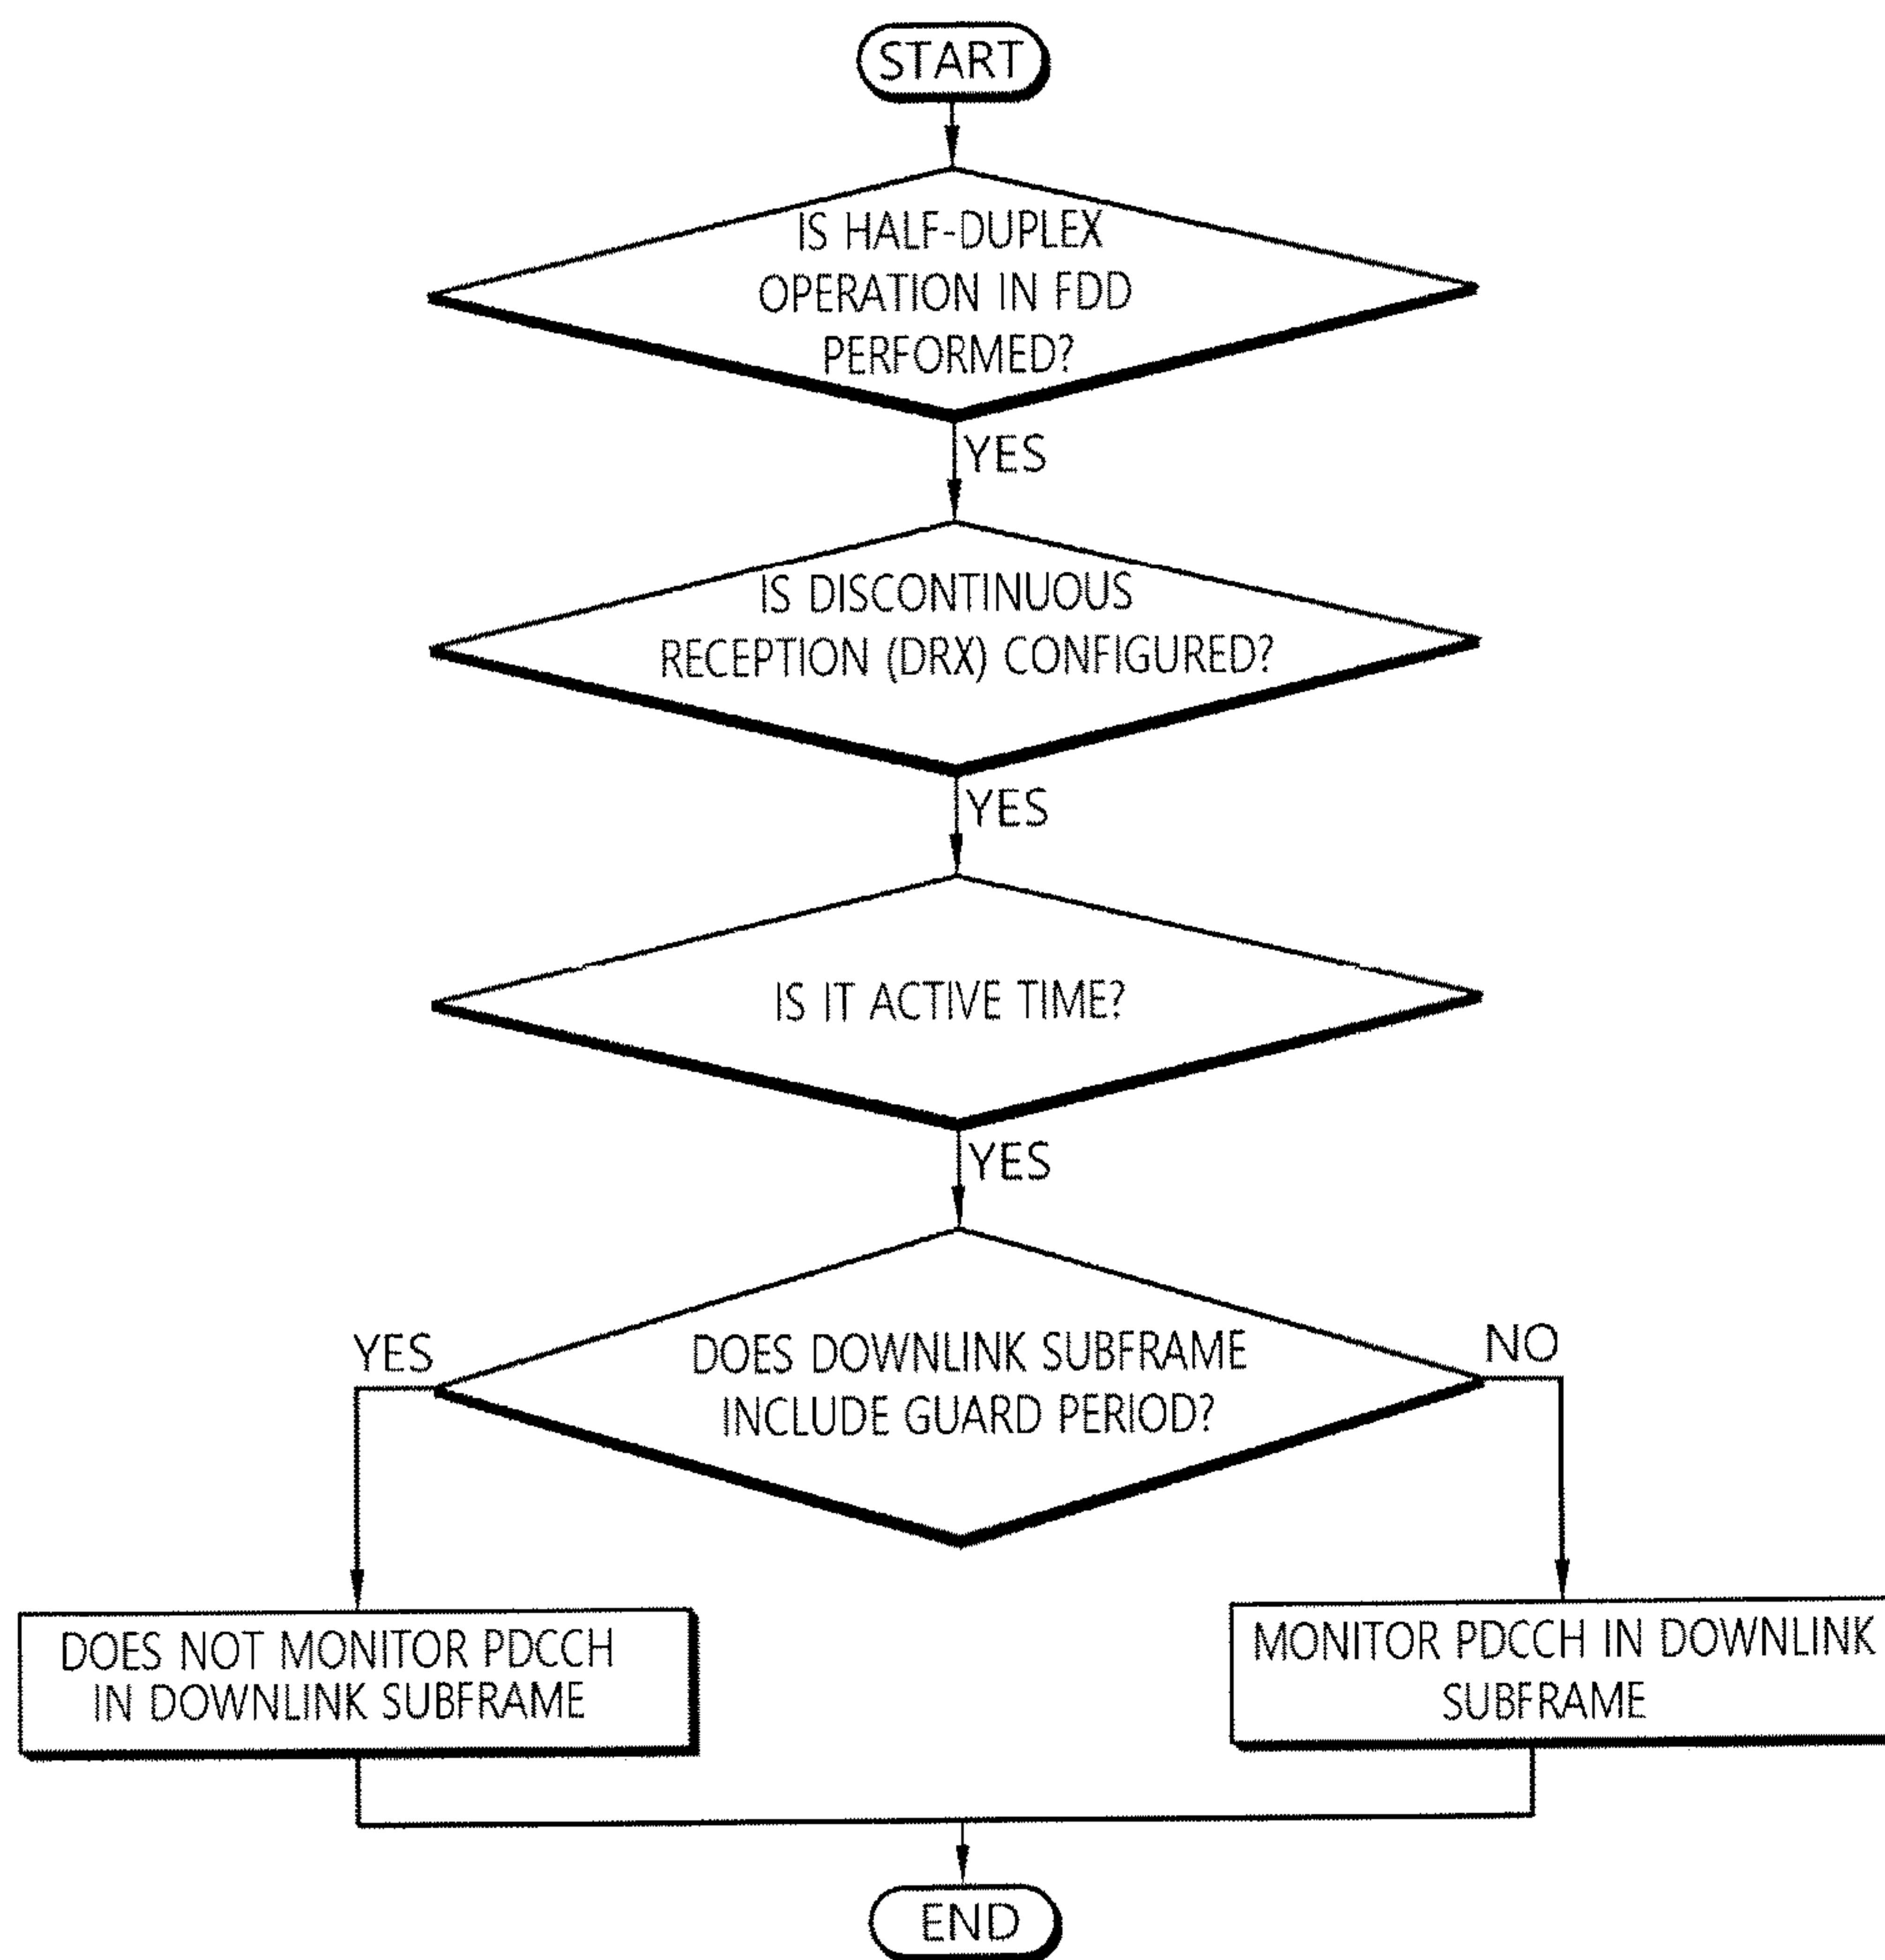 START
IS HALF-DUPLEX
OPERATION IN FDD
PERFORMED?
YES
IS DISCONTINUOUS
RECEPTION (DRX) CONFIGURED?
YES
IS IT ACTIVE TIME?
YES
YES
DOES DOWNLINK SUBFRAME
INCLUDE GUARD PERIOD?
NO
DOES NOT MONITOR PDCCH
IN DOWNLINK SUBFRAME
MONITOR PDCCH IN DOWNLINK
SUBFRAME
END